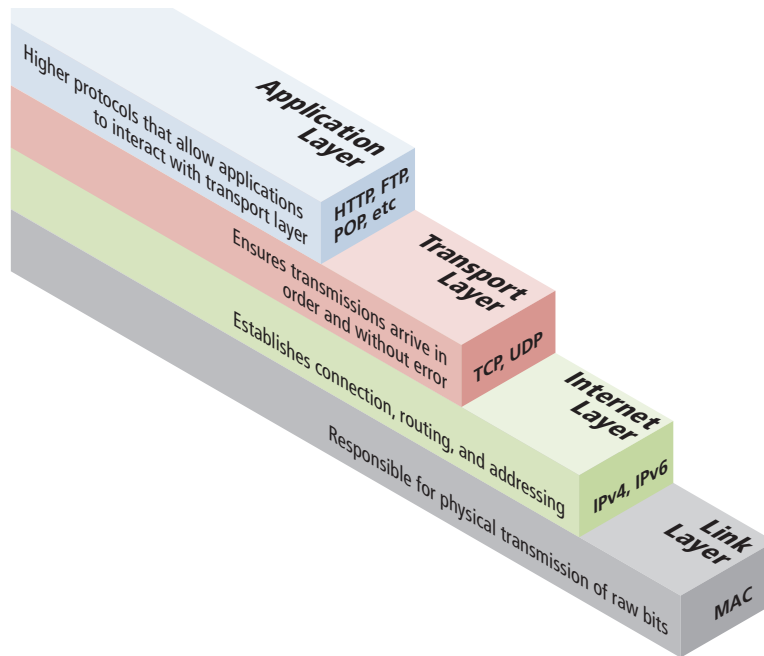 Application
Layer
Higher protocols that allow applications
to interact with transport layer
HTTP, FTP,
POP, etc
Transport
Layer
Ensures transmissions arrive in
order and without error
TCP, UDP
Internet
Layer
Establishes connection, routing, and addressing
IPv4, IPv6
Link
Layer
Responsible for physical transmission of raw bits
MAC